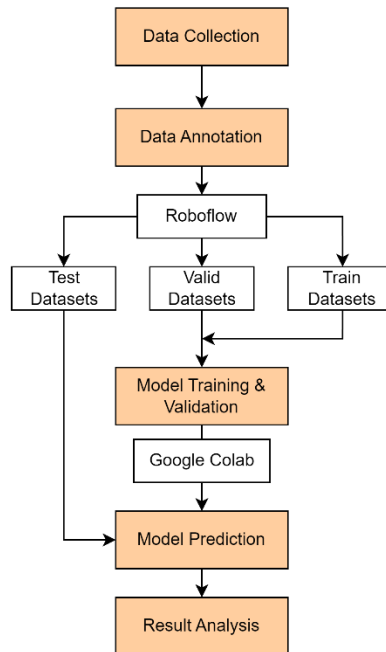 Data Collection
Data Annotation
Roboflow
Test
Datasets
Valid
Datasets
Train
Datasets
Model Training &
Validation
Google Colab
Model Prediction
Result Analysis